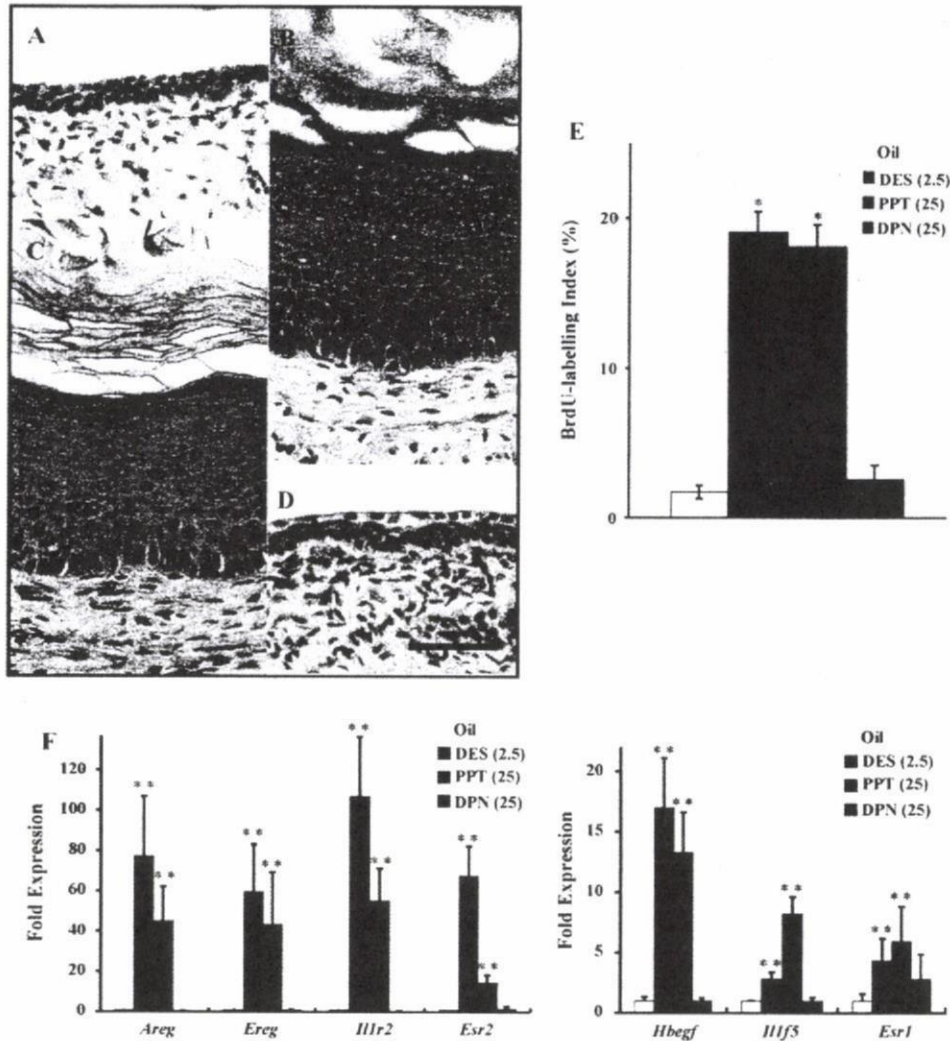 A
B
C
D
E
Oil
DES (2.5)
PPT (25)
DPN (25)
BrdU-labelling Index (%)
20
10
0
*
*
F
Oil
DES (2.5)
PPT (25)
DPN (25)
Fold Expression
120
100
80
60
40
20
0
**
**
**
**
**
**
**
**
Areg
Ereg
Il1r2
Esr2
Oil
DES (2.5)
PPT (25)
DPN (25)
Fold Expression
20
15
10
5
0
**
**
**
**
**
**
Hbegf
Il1f5
Esr1